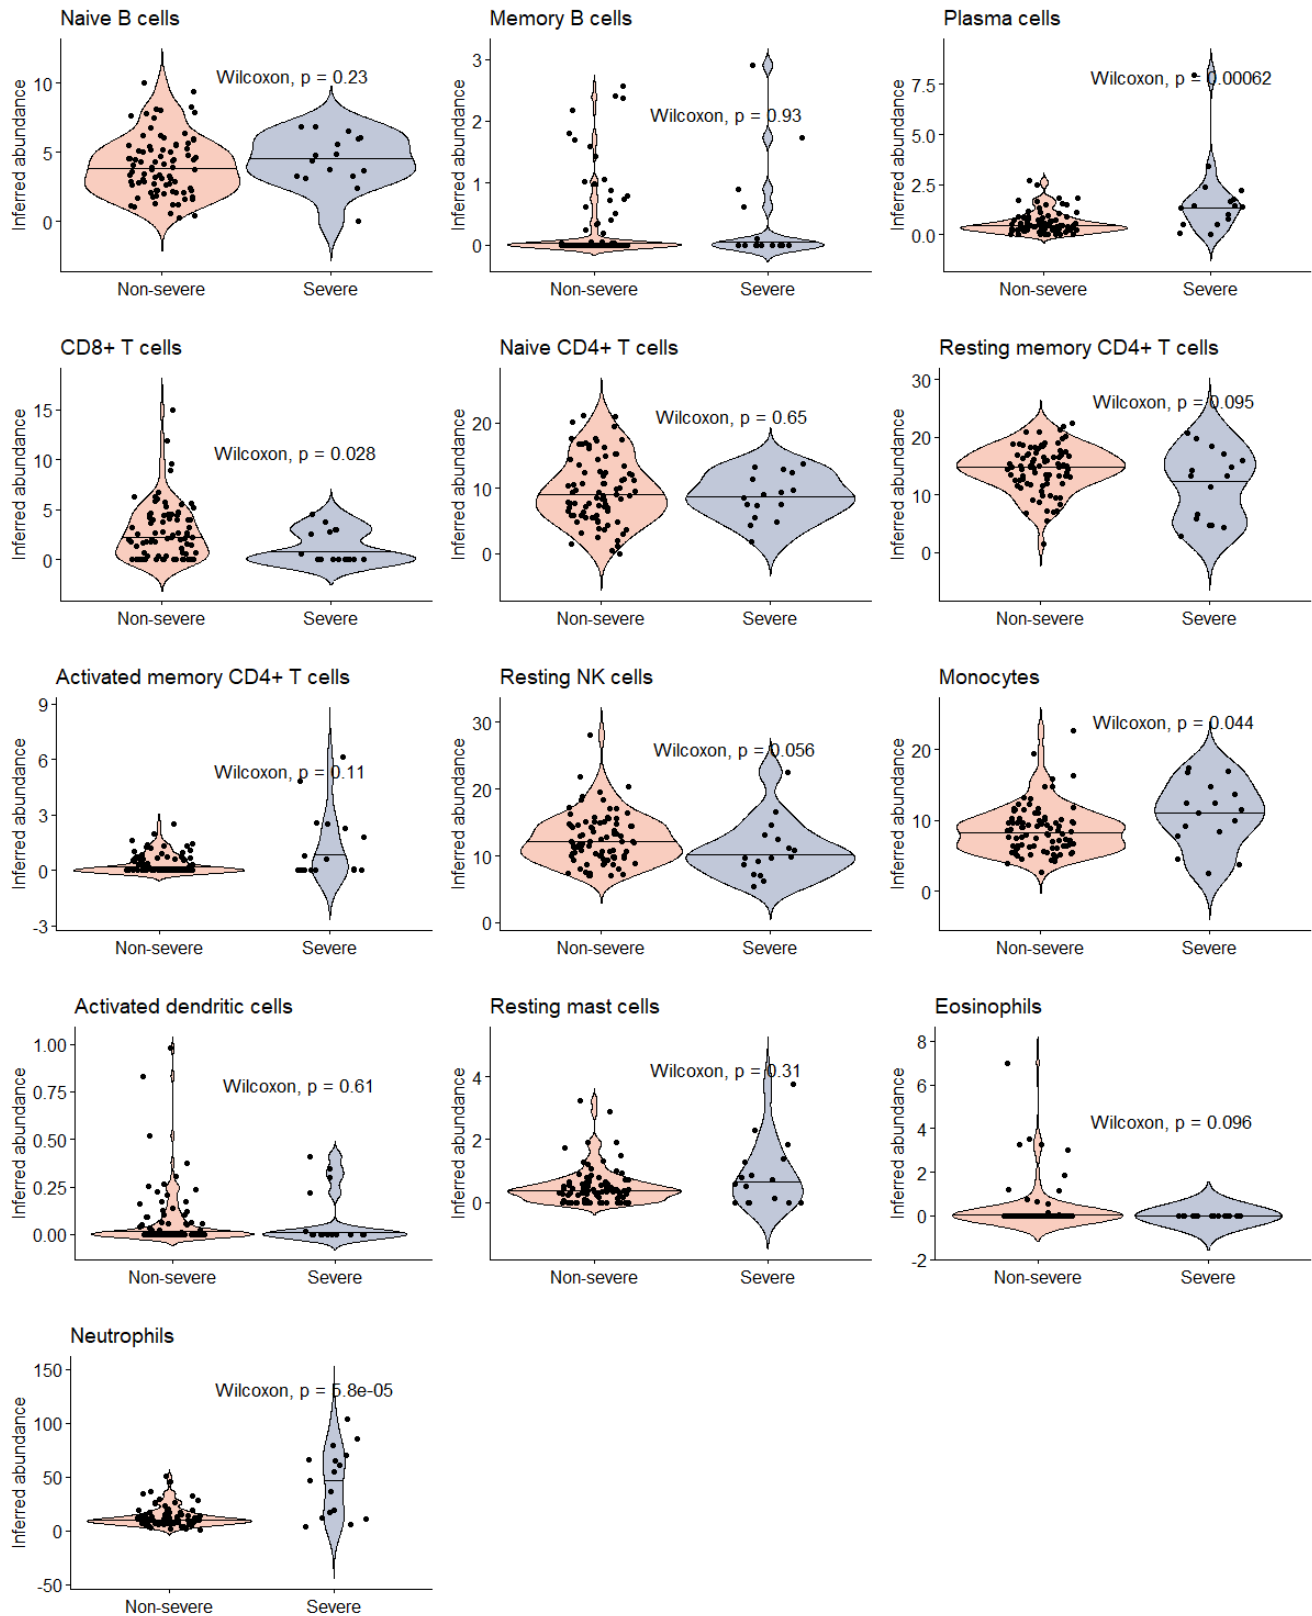 Naive B cells
Inferred abundance
10
5
0
Wilcoxon, p = 0.23
Non-severe
Severe
Memory B cells
Inferred abundance
3
2
1
0
Wilcoxon, p = 0.93
Non-severe
Severe
Plasma cells
Inferred abundance
7.5
5.0
2.5
0.0
Wilcoxon, p = 0.00062
Non-severe
Severe
CD8+ T cells
Inferred abundance
15
10
5
0
Wilcoxon, p = 0.028
Non-severe
Severe
Naive CD4+ T cells
Inferred abundance
20
10
0
Wilcoxon, p = 0.65
Non-severe
Severe
Resting memory CD4+ T cells
Inferred abundance
30
20
10
0
Wilcoxon, p = 0.095
Non-severe
Severe
Activated memory CD4+ T cells
Inferred abundance
9
6
3
0
-3
Wilcoxon, p = 0.11
Non-severe
Severe
Resting NK cells
Inferred abundance
30
20
10
0
Wilcoxon, p = 0.056
Non-severe
Severe
Monocytes
Inferred abundance
20
10
0
Wilcoxon, p = 0.044
Non-severe
Severe
Activated dendritic cells
Inferred abundance
1.00
0.75
0.50
0.25
0.00
Wilcoxon, p = 0.61
Non-severe
Severe
Resting mast cells
Inferred abundance
4
2
0
Wilcoxon, p = 0.31
Non-severe
Severe
Eosinophils
Inferred abundance
8
6
4
2
0
-2
Wilcoxon, p = 0.096
Non-severe
Severe
Neutrophils
Inferred abundance
150
100
50
0
-50
Wilcoxon, p = 5.8e-05
Non-severe
Severe